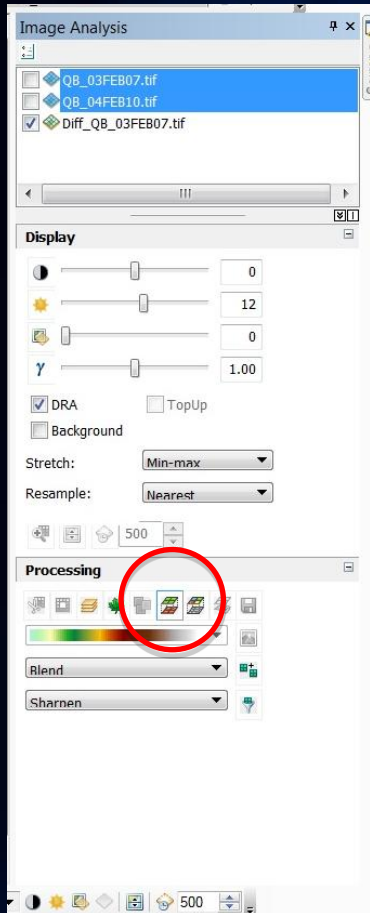 Image Analysis
QB_03FEB07.tif
QB_04FEB10.tif
Diff_QB_03FEB07.tif
Display
0
12
0
γ 1.00
DRA TopUp
Background
Stretch: Min-max
Resample: Nearest
500
Processing
Blend
Sharpen
500